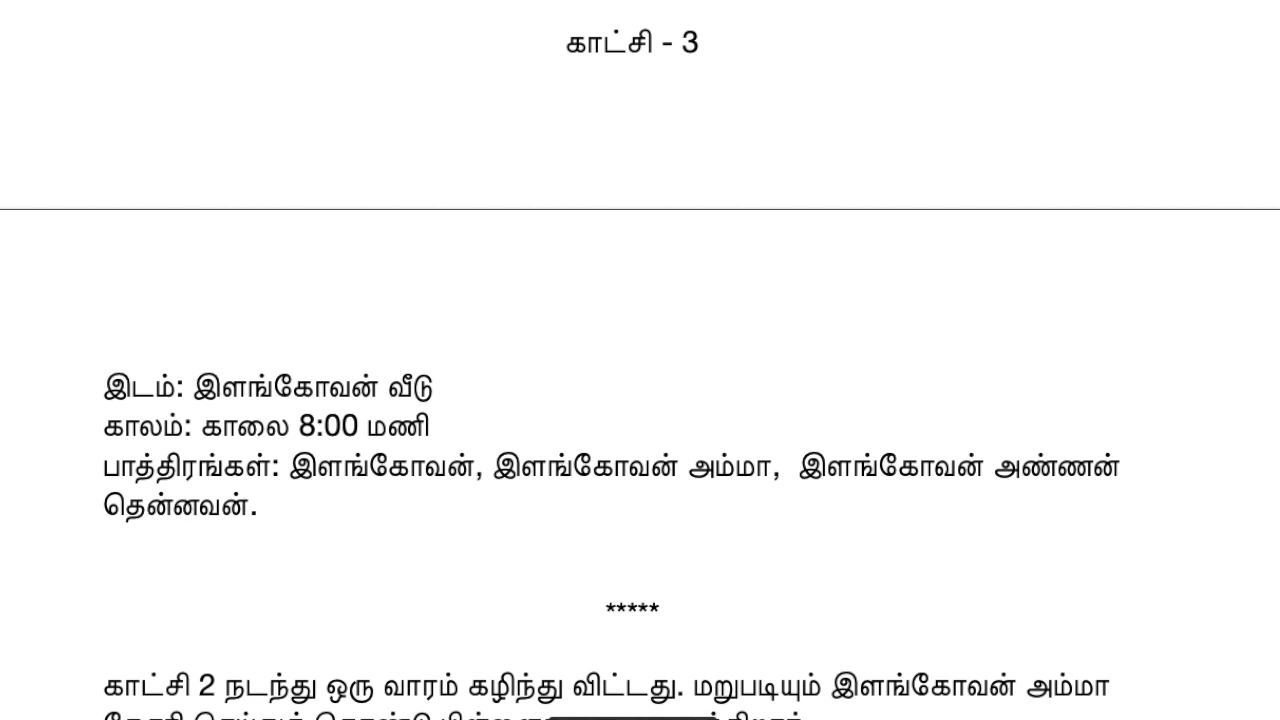 காட்சி - 3
இடம்: இளங்கோவன் வீடு
காலம்: காலை 8:00 மணி
பாத்திரங்கள்: இளங்கோவன், இளங்கோவன் அம்மா, இளங்கோவன் அண்ணன்
தென்னவன்.
*****
காட்சி 2 நடந்து ஒரு வாரம் கழிந்து விட்டது. மறுபடியும் இளங்கோவன் அம்மா